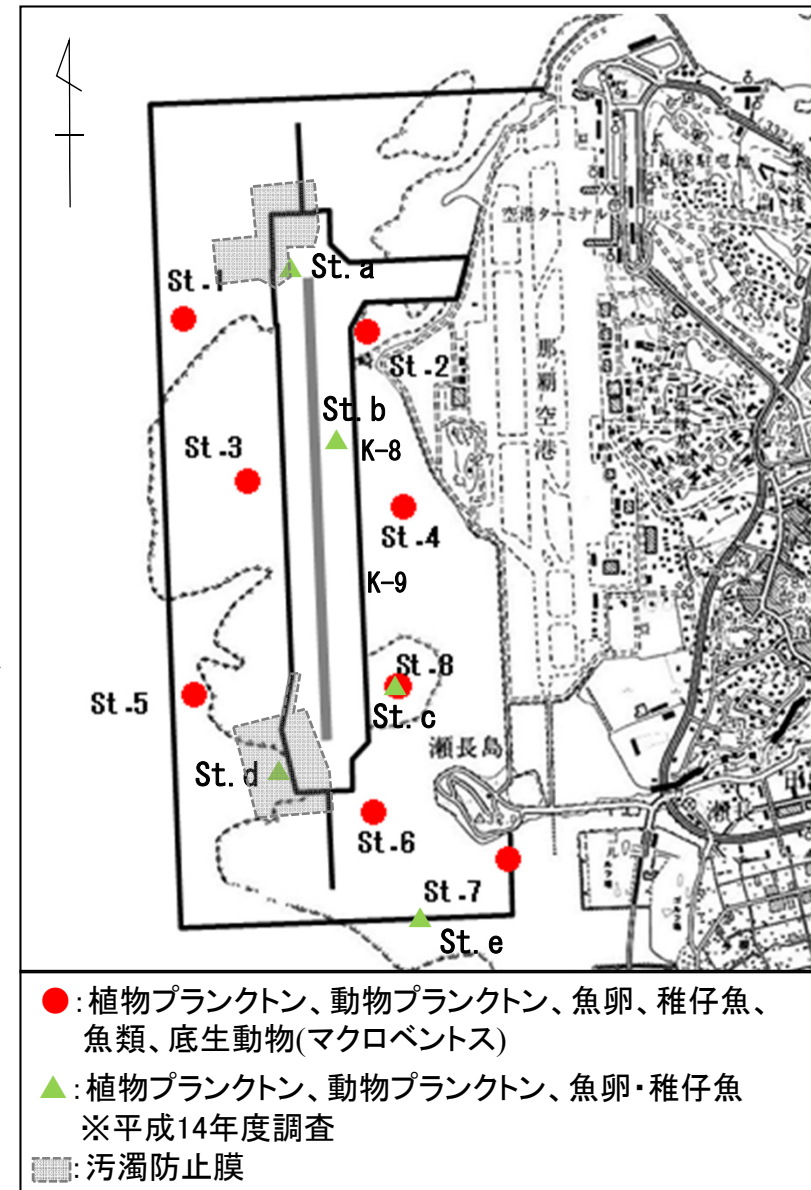 (332)
空港ターミナル
St.a
St.1
St.2
那覇空港
St.b
K-8
St.3
St.4
K-9
St.8
St.5
St.c
瀬長島
St.d
St.6
St.7
St.e
●:植物プランクトン、動物プランクトン、魚卵、稚仔魚、
魚類、底生動物(マクロベントス)
▲:植物プランクトン、動物プランクトン、魚卵・稚仔魚
※平成14年度調査
:汚濁防止膜